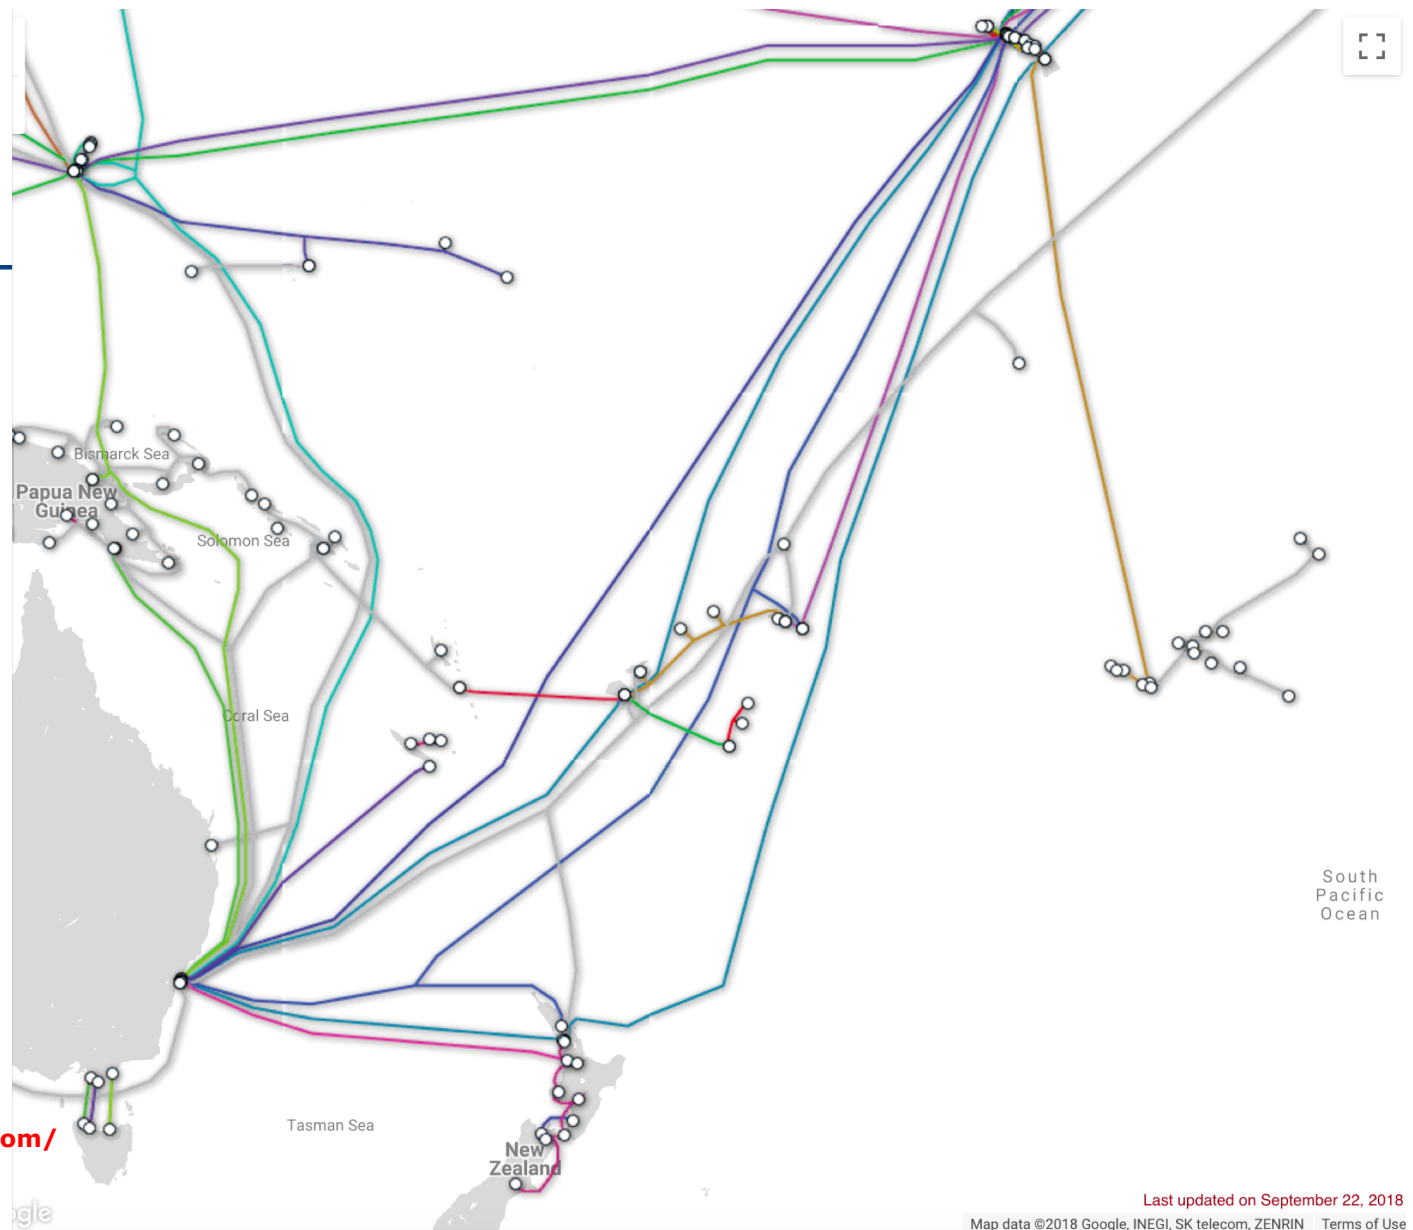 Bismarck Sea
Papua New
Guinea
Solomon Sea
Coral Sea
South
Pacific
Ocean
Tasman Sea
om/
New
Zealand
gle
Last updated on September 22, 2018
Map data ©2018 Google, INEGI, SK telecom, ZENRIN
Terms of Use